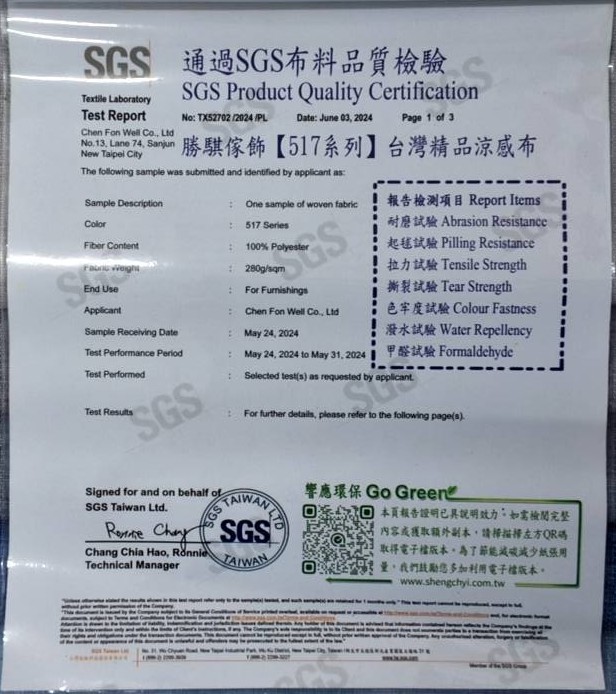 SGS
通過SGS布料品質檢驗
SGS Product Quality Certification
Textile Laboratory
Test Report
No: TX52702 /2024 /PL
Date: June 03, 2024
Page 1 of 3
Chen Fon Well Co., Ltd
No.13, Lane 74, Sanjun
New Taipei City
勝騏傢飾【517系列】台灣精品涼感布
The following sample was submitted and identified by applicant as:
Sample Description : One sample of woven fabric
Color : 517 Series
Fiber Content : 100% Polyester
Fabric Weight : 280g/sqm
End Use : For Furnishings
Applicant : Chen Fon Well Co., Ltd
Sample Receiving Date : May 24, 2024
Test Performance Period : May 24, 2024 to May 31, 2024
Test Performed : Selected test(s) as requested by applicant.
Test Results : For further details, please refer to the following page(s).
報告檢測項目 Report Items
耐磨試驗 Abrasion Resistance
起毬試驗 Pilling Resistance
拉力試驗 Tensile Strength
撕裂試驗 Tear Strength
色牢度試驗 Colour Fastness
潑水試驗 Water Repellency
甲醛試驗 Formaldehyde
Signed for and on behalf of
SGS Taiwan Ltd.
Ronnie Chang
Chang Chia Hao, Ronnie
Technical Manager
SGS TAIWAN LTD
SGS
TAIWAN
響應環保 Go Green
本頁報告證明已具說明效力，如需檢閱完整
內容或獲取額外副本，請掃描掃左方QR碼
取得電子檔版本。為了節能減碳減少紙張用
量，我們鼓勵您多加利用電子檔版本。
www.shengchyi.com.tw
SGS Taiwan Ltd.
www.sgs.com
Member of the SGS Group